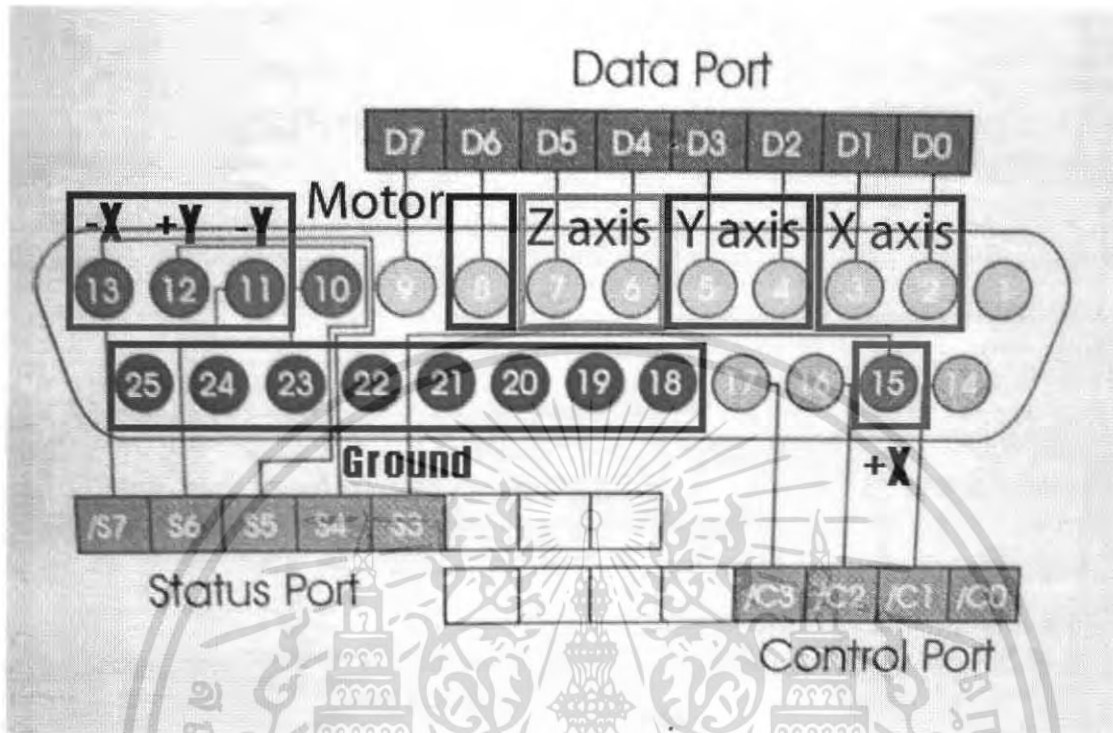 Data Port
D7 D6 D5 D4 D3 D2 D1 D0
-X +Y -Y Motor Z axis Y axis X axis
13 12 11 10 9 8 7 6 5 4 3 2 1
25 24 23 22 21 20 19 18 17 16 15 14
Ground +X
/S7 S6 S5 S4 S3
Status Port
/C3 /C2 /C1 /C0
Control Port